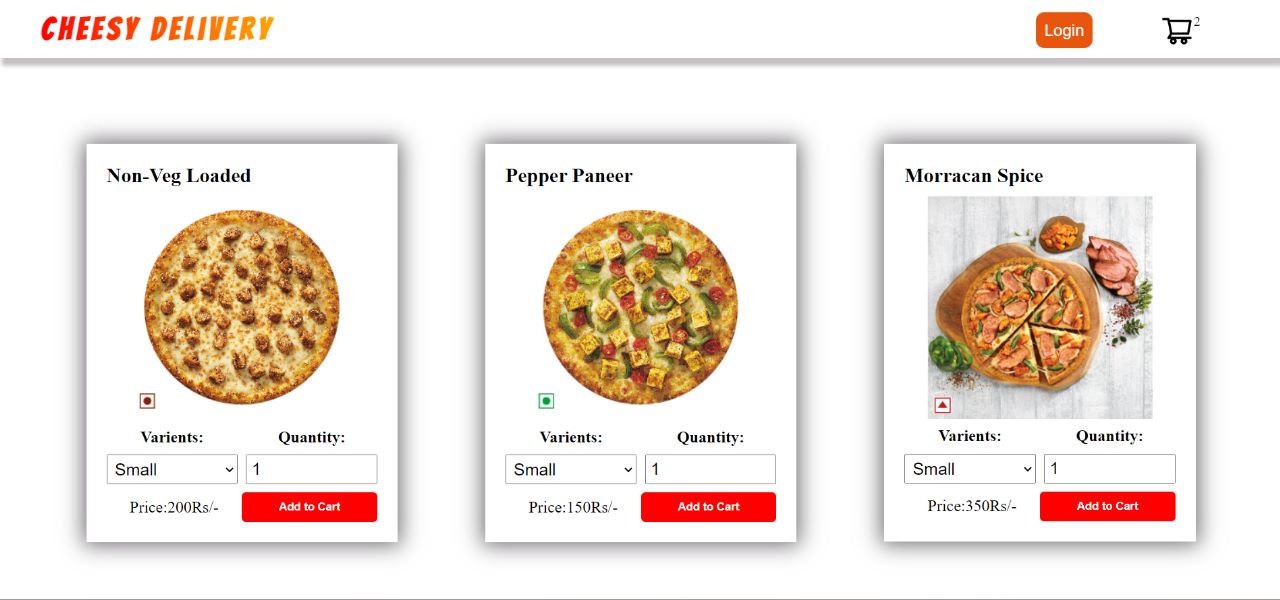 CHEESY DELIVERY
Login
2
Non-Veg Loaded
Varients:
Quantity:
Small
1
Price:200Rs/-
Add to Cart
Pepper Paneer
Varients:
Quantity:
Small
1
Price:150Rs/-
Add to Cart
Morracan Spice
Varients:
Quantity:
Small
1
Price:350Rs/-
Add to Cart